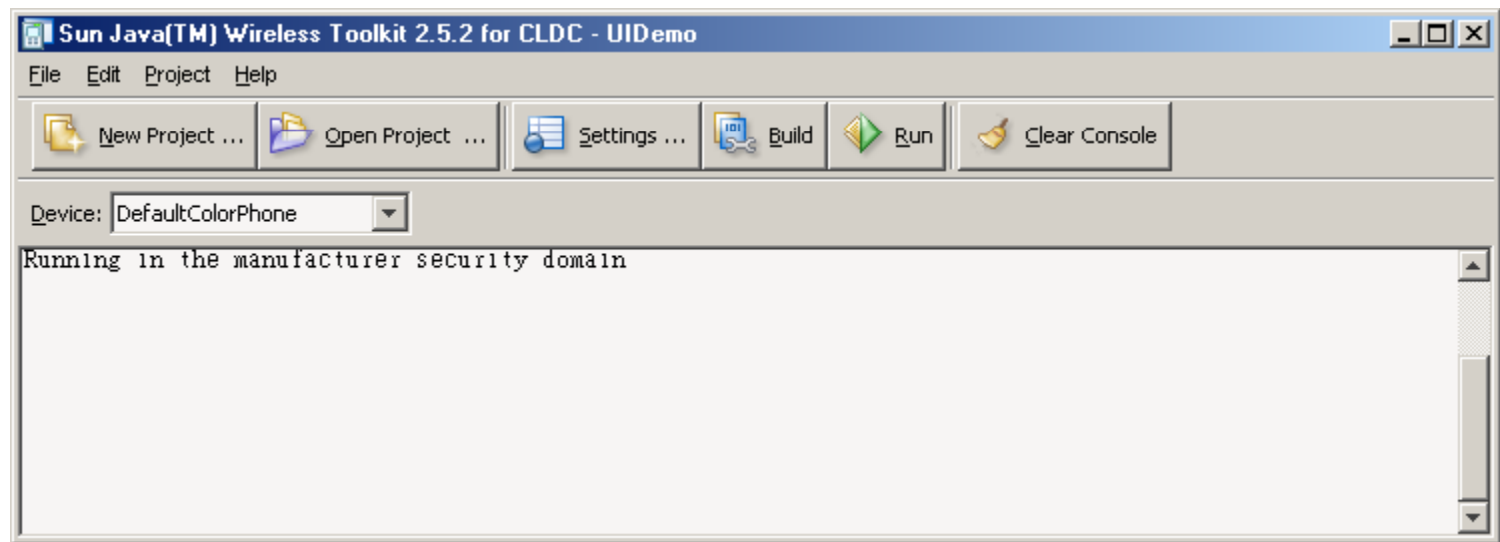 Sun Java(TM) Wireless Toolkit 2.5.2 for CLDC - UIDemo
File Edit Project Help
New Project ... Open Project ... Settings ... Build Run Clear Console
Device: DefaultColorPhone
Running in the manufacturer security domain